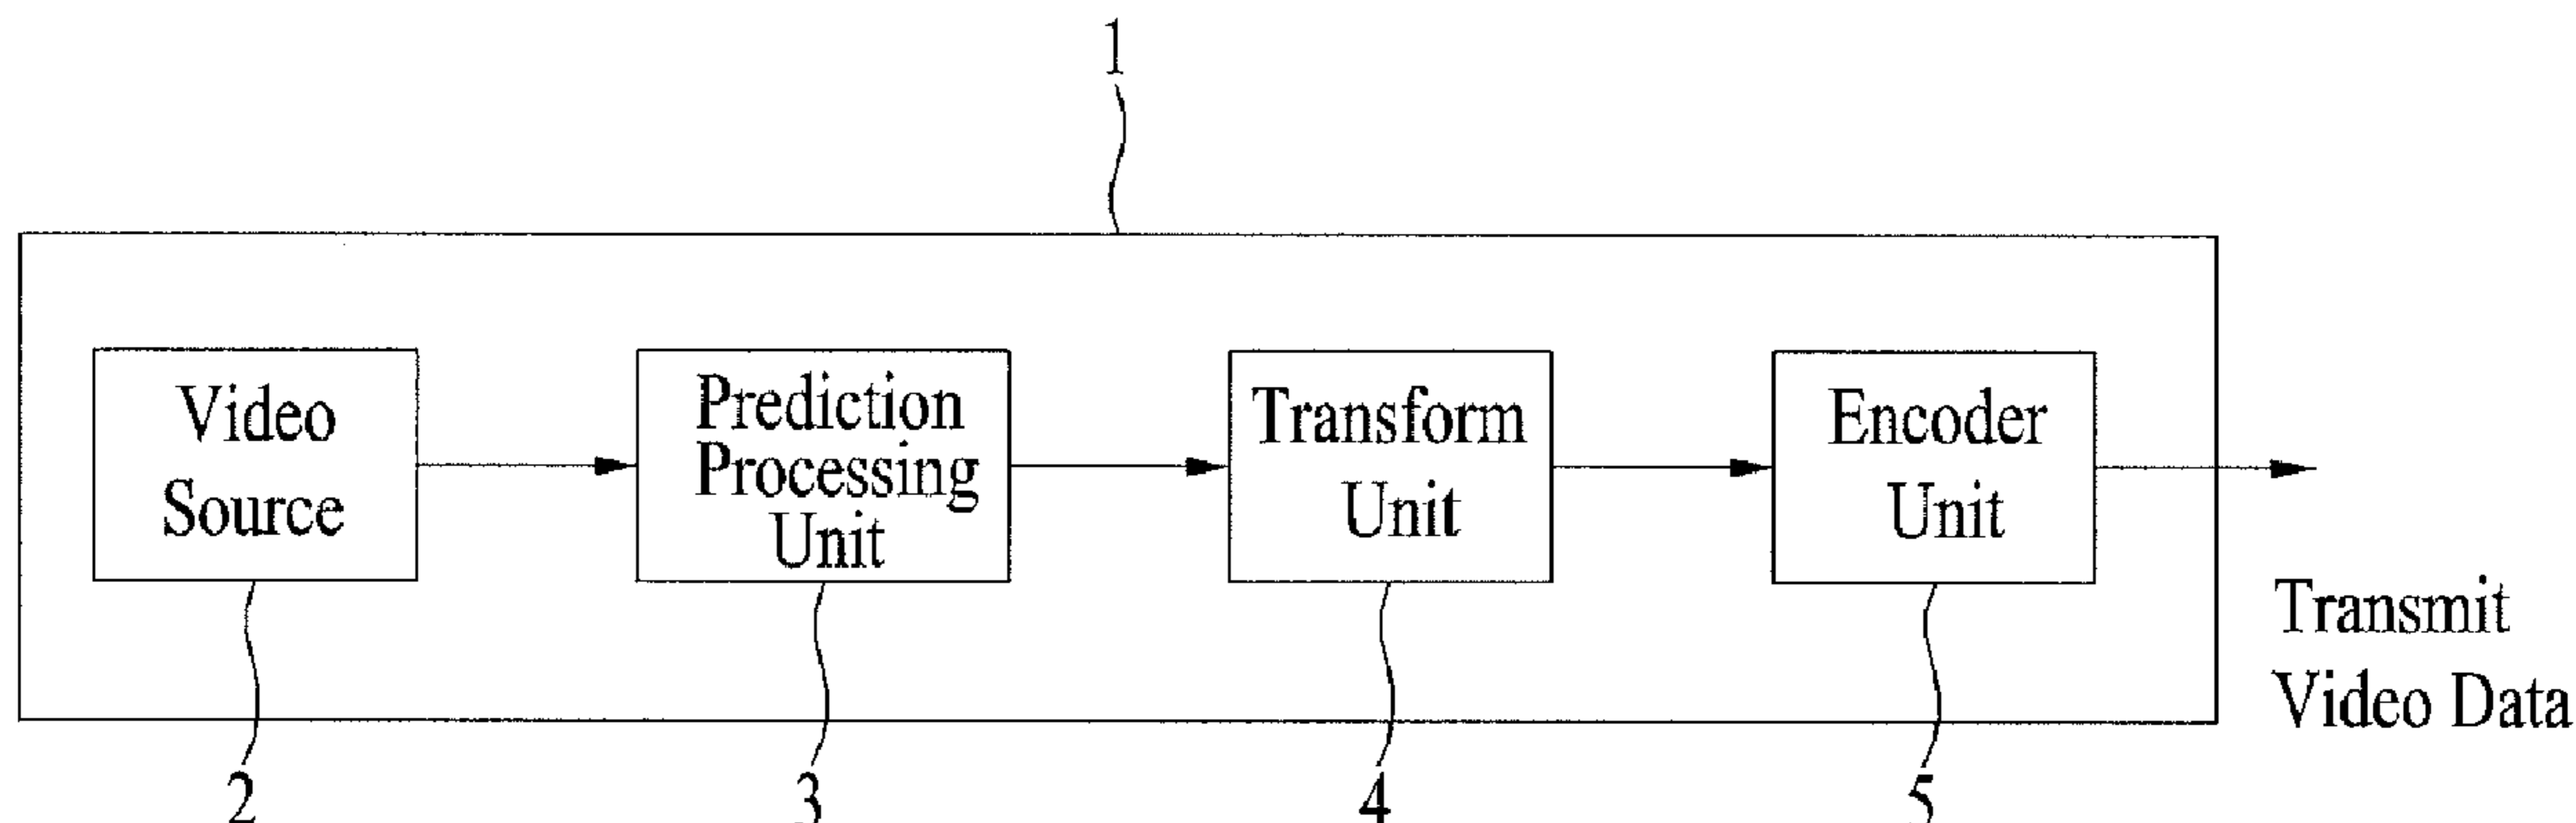 1
Video
Source
Prediction
Processing
Unit
Transform
Unit
Encoder
Unit
Transmit
Video Data
2
3
4
5